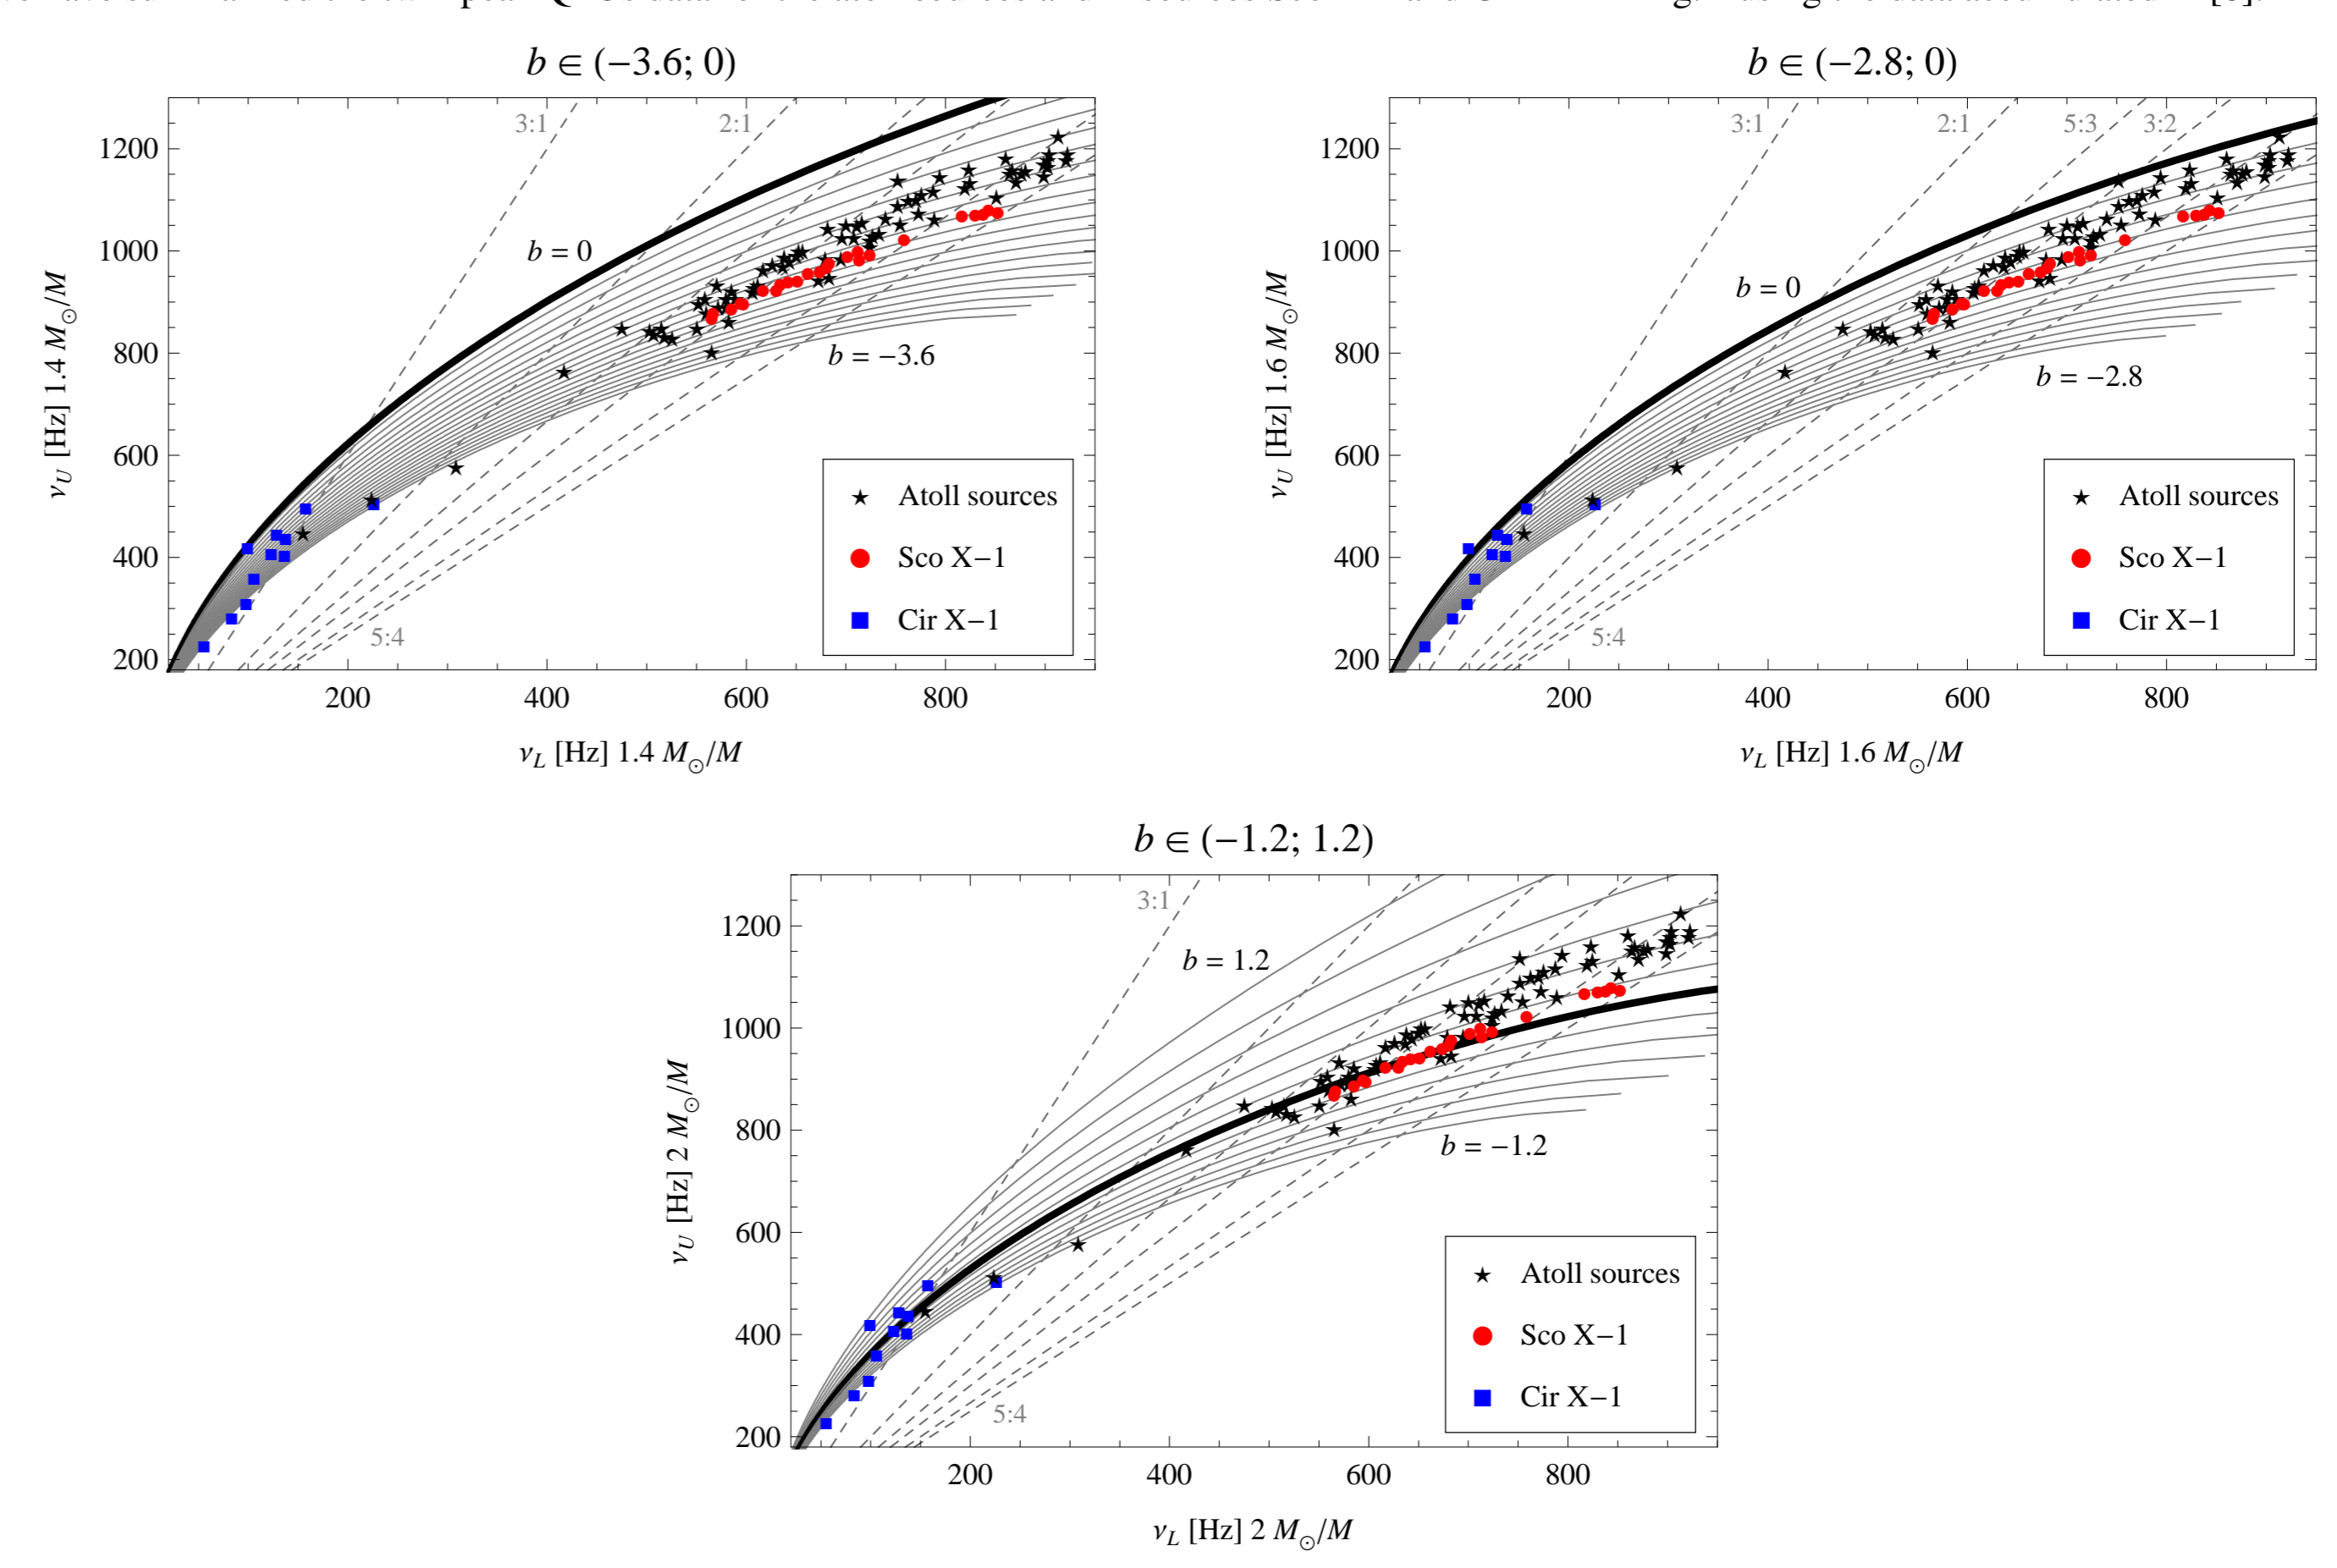 b ∈ (−3.6; 0)
3:1
2:1
1200
1000
800
600
400
200
b = 0
b = −3.6
5:4
Atoll sources
Sco X−1
Cir X−1
200 400 600 800
ν_U [Hz] 1.4 M_⊙/M
ν_L [Hz] 1.4 M_⊙/M
b ∈ (−2.8; 0)
3:1
2:1
5:3
3:2
1200
1000
800
600
400
200
b = 0
b = −2.8
5:4
Atoll sources
Sco X−1
Cir X−1
200 400 600 800
ν_U [Hz] 1.6 M_⊙/M
ν_L [Hz] 1.6 M_⊙/M
b ∈ (−1.2; 1.2)
3:1
1200
1000
800
600
400
200
b = 1.2
b = −1.2
5:4
Atoll sources
Sco X−1
Cir X−1
200 400 600 800
ν_U [Hz] 2 M_⊙/M
ν_L [Hz] 2 M_⊙/M